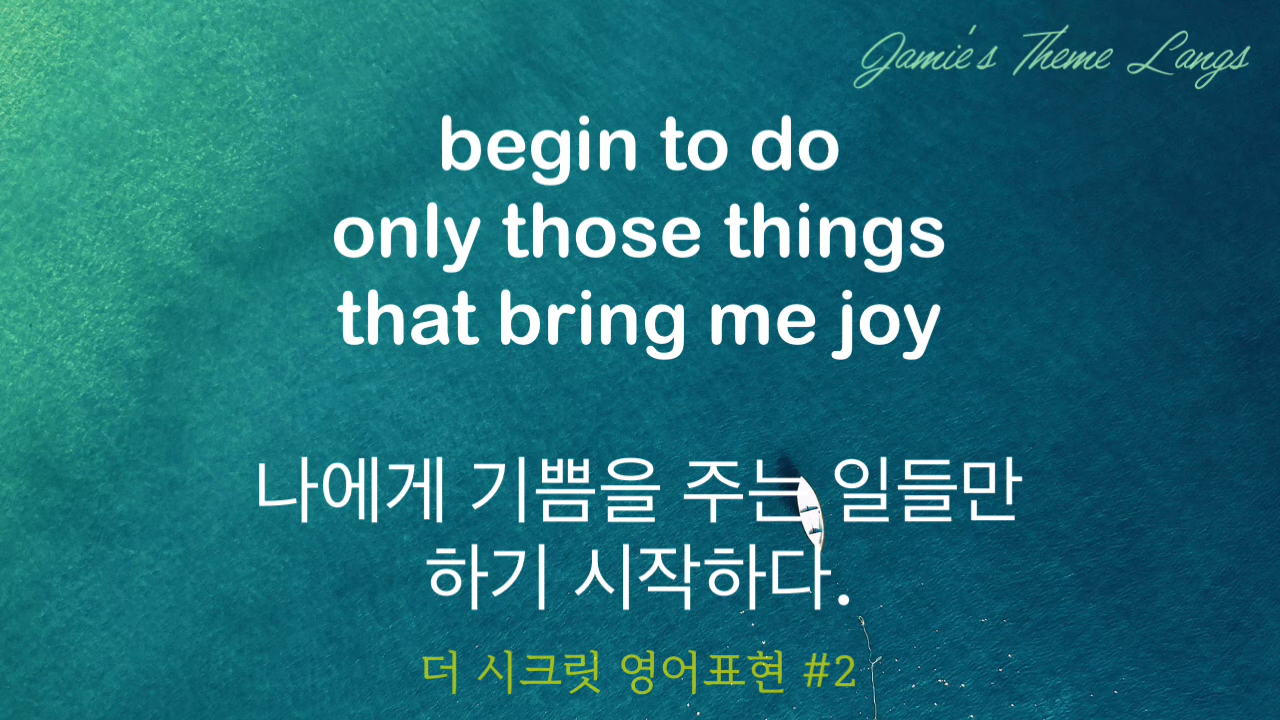 Jamie's Theme Langs
begin to do
only those things
that bring me joy
나에게 기쁨을 주는 일들만
하기 시작하다.
더 시크릿 영어표현 #2